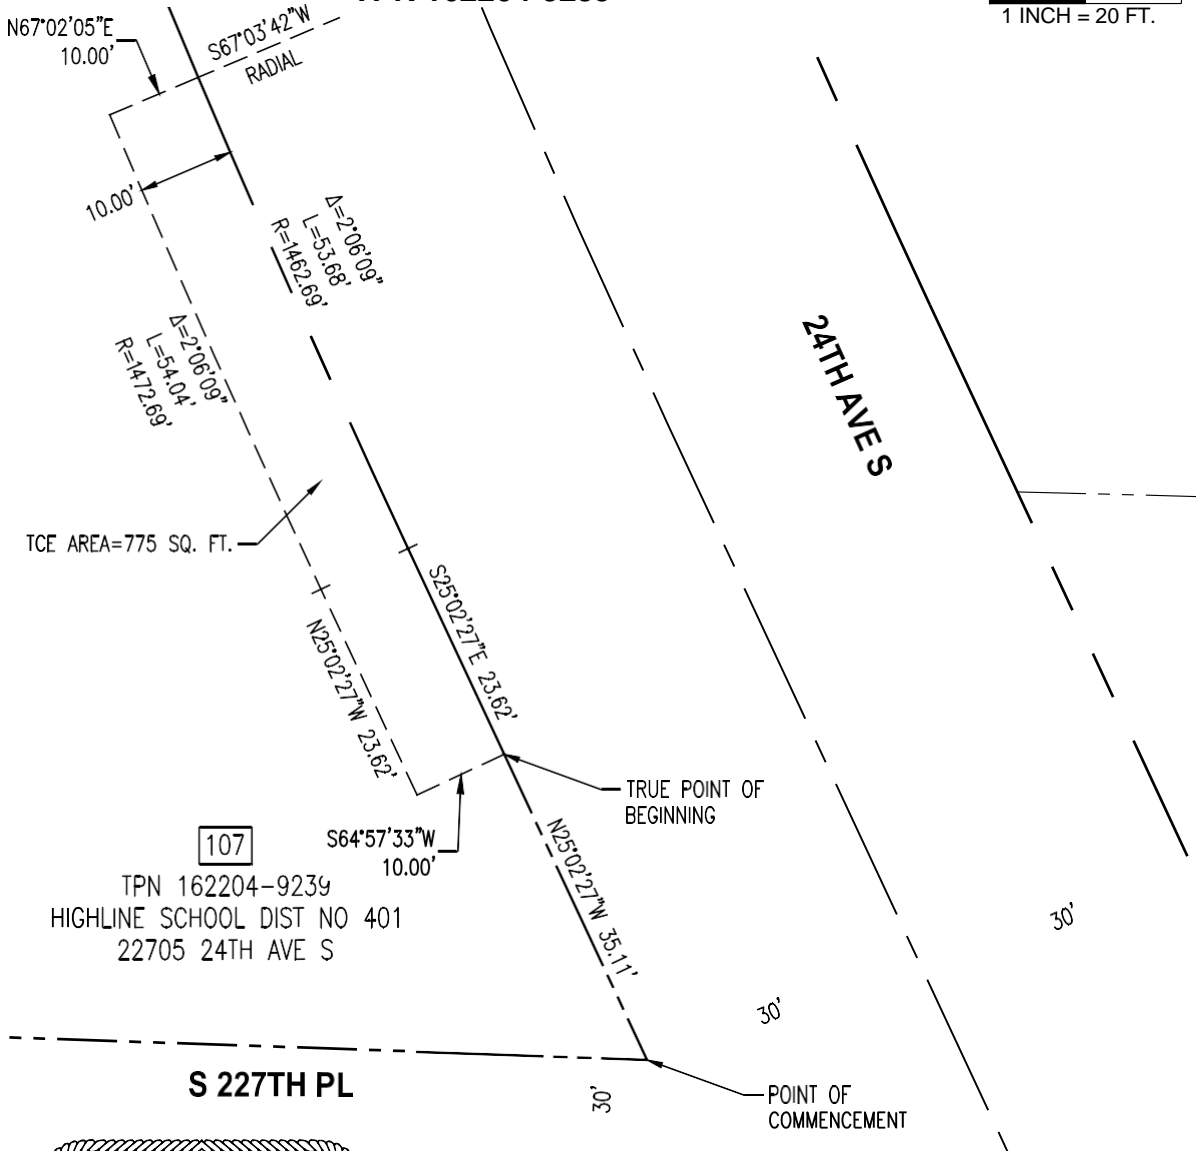 1 INCH = 20 FT.
N67°02'05"E
10.00'
S67°03'42"W
RADIAL
10.00'
Δ=2°06'09"
L=53.68'
R=1462.69'
Δ=2°06'09"
L=54.04'
R=1472.69'
24TH AVE S
TCE AREA=775 SQ. FT.
S25°02'27"E 23.62'
N25°02'27"W 23.62'
TRUE POINT OF
BEGINNING
S64°57'33"W
10.00'
107
TPN 162204-9239
HIGHLINE SCHOOL DIST NO 401
22705 24TH AVE S
N25°02'27"W 35.11'
30'
30'
S 227TH PL
30'
POINT OF
COMMENCEMENT